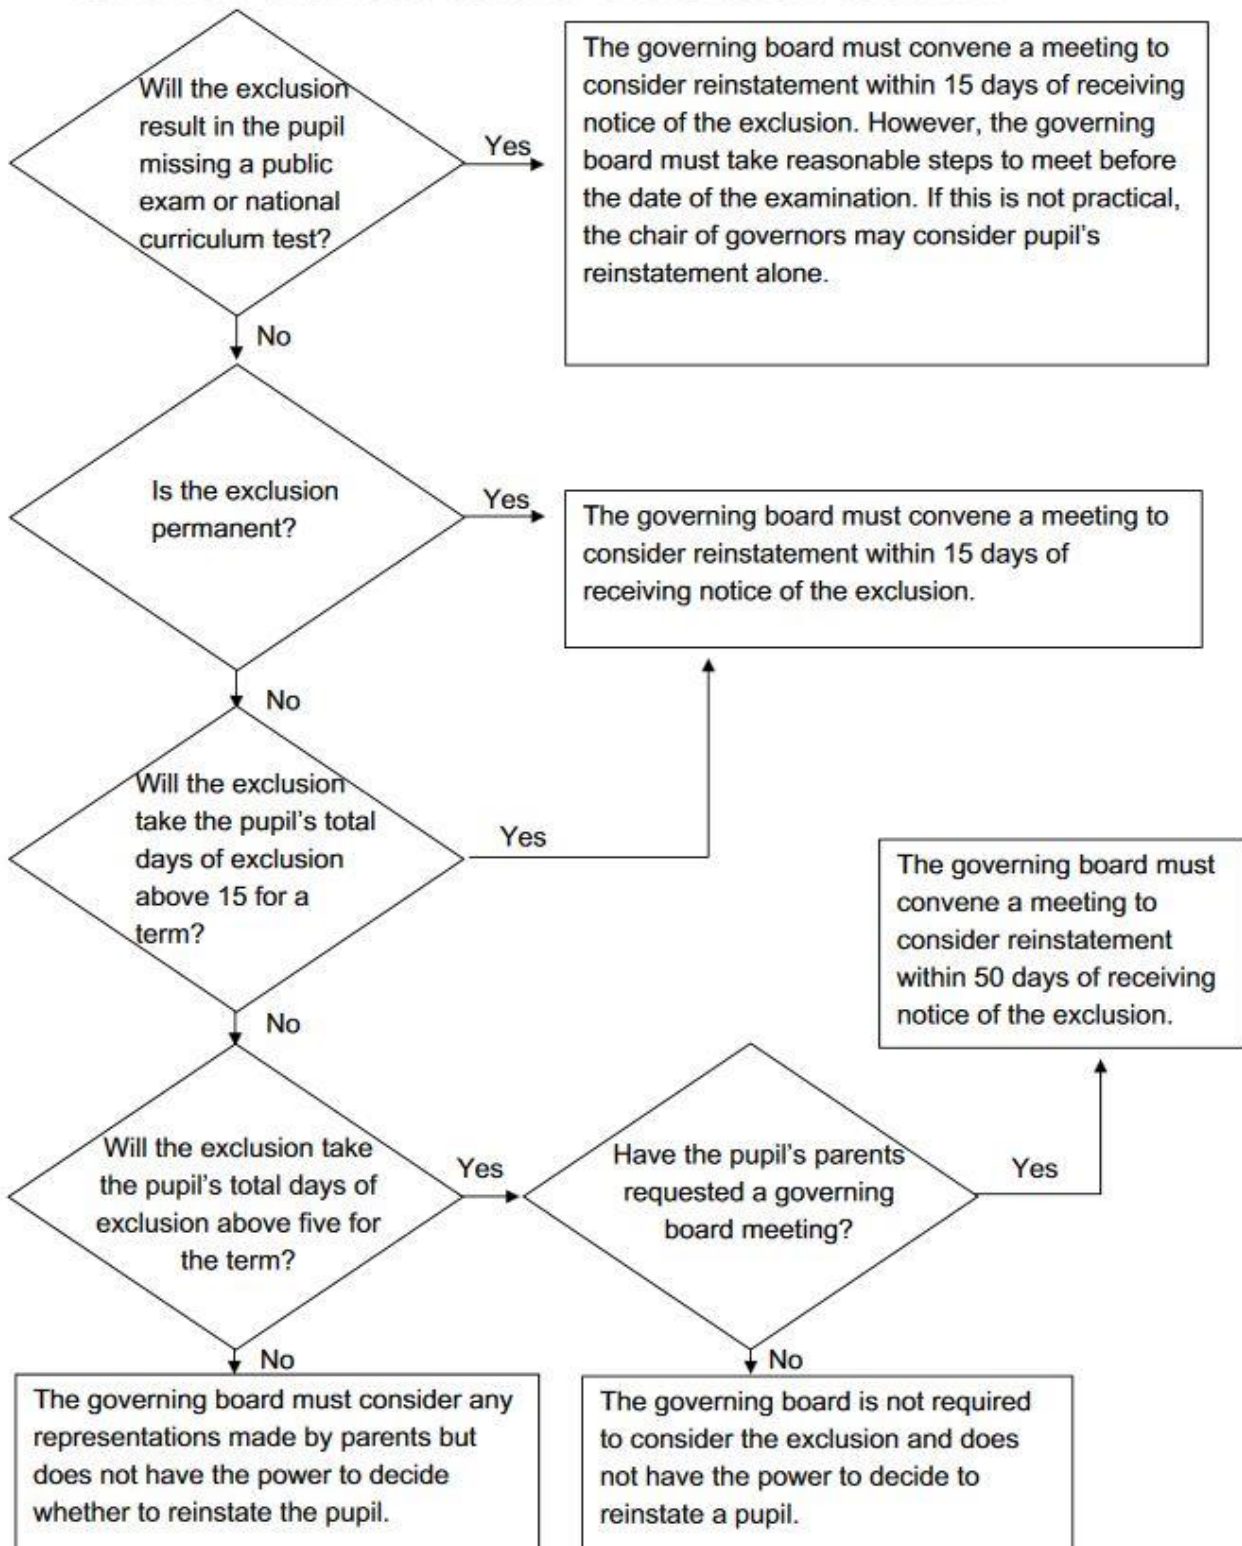 Will the exclusion
result in the pupil
missing a public
exam or national
curriculum test?
Yes
The governing board must convene a meeting to
consider reinstatement within 15 days of receiving
notice of the exclusion. However, the governing
board must take reasonable steps to meet before
the date of the examination. If this is not practical,
the chair of governors may consider pupil's
reinstatement alone.
No
Is the exclusion
permanent?
Yes
The governing board must convene a meeting to
consider reinstatement within 15 days of
receiving notice of the exclusion.
No
Will the exclusion
take the pupil's total
days of exclusion
above 15 for a
term?
Yes
The governing board must
convene a meeting to
consider reinstatement
within 50 days of receiving
notice of the exclusion.
No
Will the exclusion take
the pupil's total days of
exclusion above five for
the term?
Yes
Have the pupil's parents
requested a governing
board meeting?
Yes
No
The governing board must consider any
representations made by parents but
does not have the power to decide
whether to reinstate the pupil.
No
The governing board is not required
to consider the exclusion and does
not have the power to decide to
reinstate a pupil.